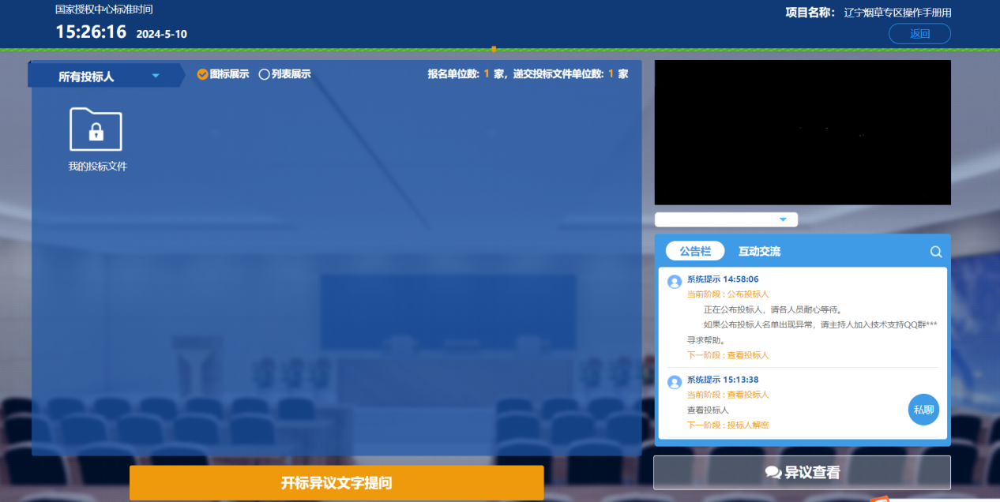 国家授权中心标准时间
15:26:16 2024-5-10
项目名称： 辽宁烟草专区操作手册用
返回
所有投标人
图标展示 列表展示
报名单位数: 1 家，递交投标文件单位数: 1 家
我的投标文件
公告栏 互动交流
系统提示 14:58:06
当前阶段 : 公布投标人
正在公布投标人，请各人员耐心等待。
如果公布投标人名单出现异常，请主持人加入技术支持QQ群***
寻求帮助。
下一阶段 : 查看投标人
系统提示 15:13:38
当前阶段 : 查看投标人
查看投标人
下一阶段 : 投标人解密
私聊
开标异议文字提问
异议查看